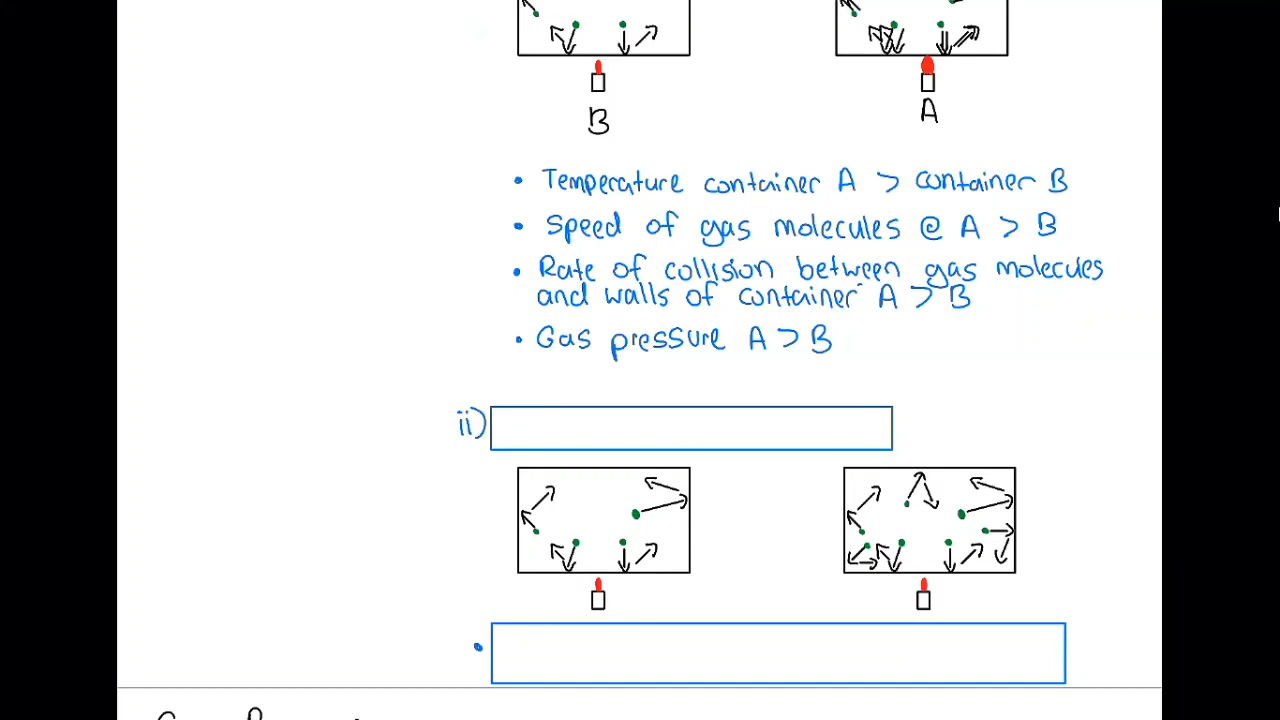 B
A
• Temperature container A > container B
• Speed of gas molecules @ A > B
• Rate of collision between gas molecules
and walls of container A > B
• Gas pressure A > B
ii)
•